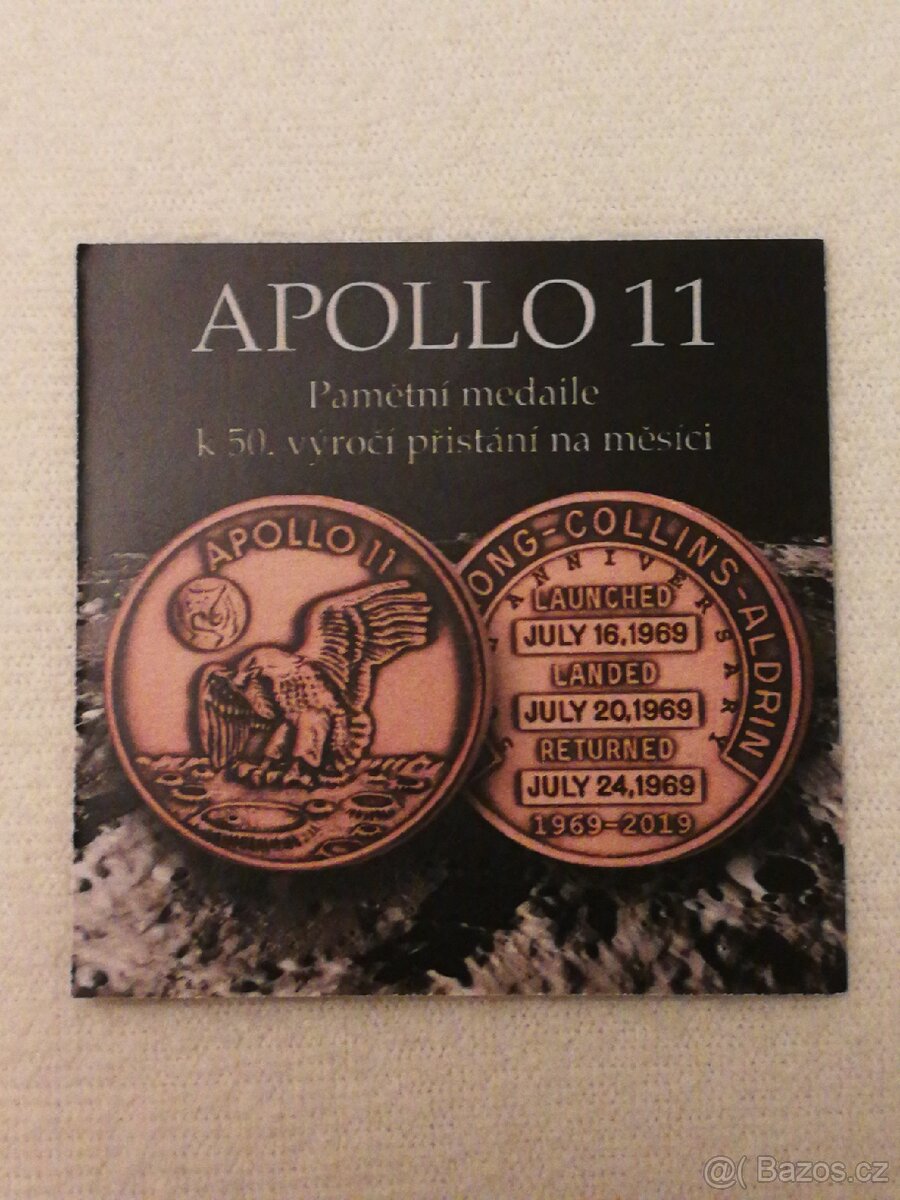 APOLLO 11
Pamětní medaile
k 50. výročí přistání na měsíci
APOLLO 11
ONG-COLLINS-ALDRIN
ANNIVERSARY
LAUNCHED
JULY 16,1969
LANDED
JULY 20,1969
RETURNED
JULY 24,1969
1969-2019
@( Bazos.cz